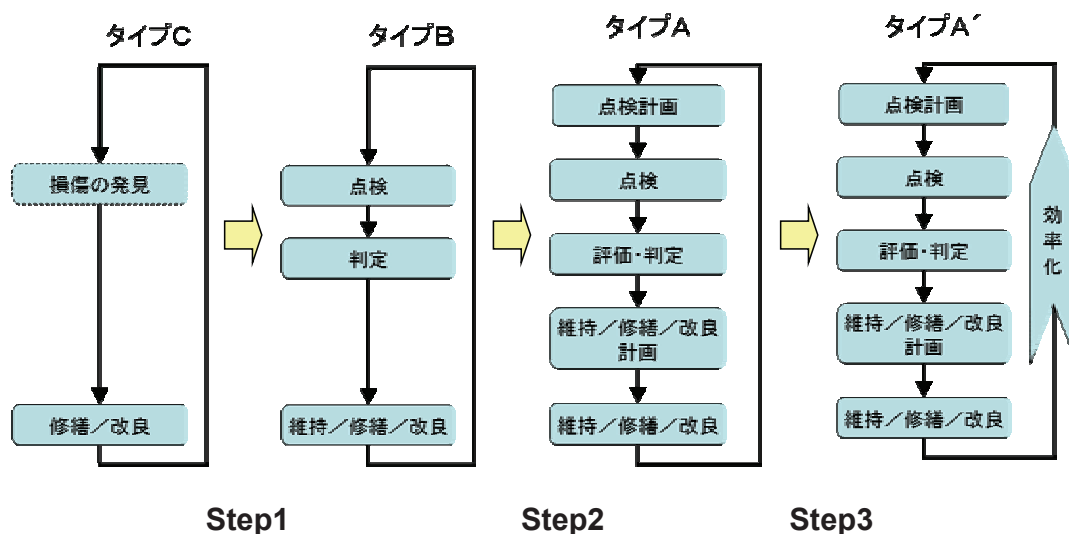 タイプC
損傷の発見
修繕／改良
タイプB
点検
判定
維持／修繕／改良
タイプA
点検計画
点検
評価・判定
維持／修繕／改良
計画
維持／修繕／改良
タイプA´
点検計画
点検
評価・判定
維持／修繕／改良
計画
維持／修繕／改良
効率化
Step1
Step2
Step3